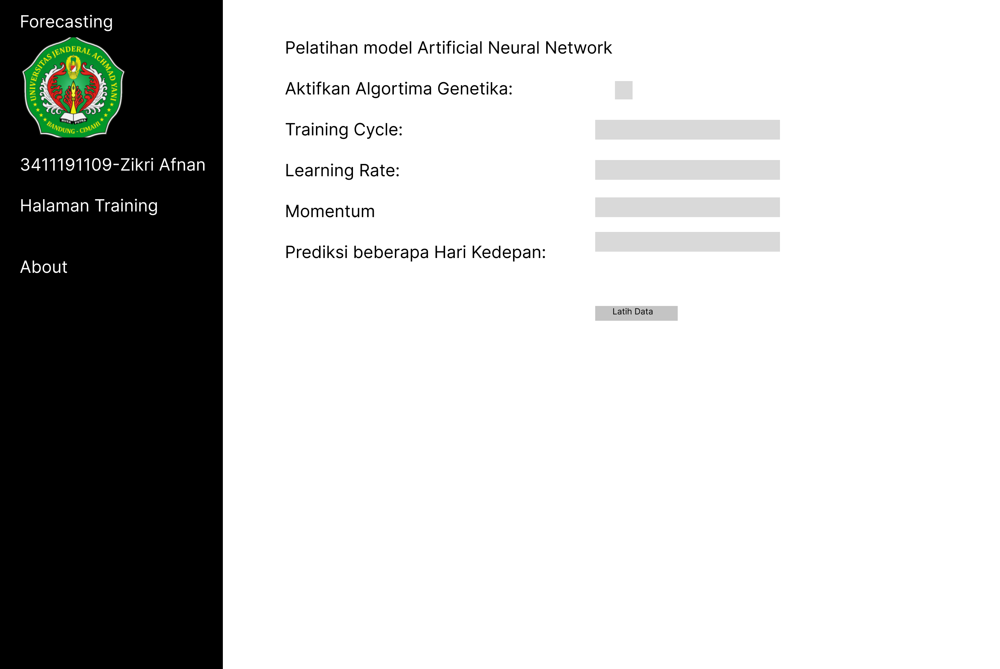 Forecasting
UNIVERSITAS JENDERAL ACHMAD YANI
NUSA PUTRA
BANDUNG - CIMAHI
3411191109-Zikri Afnan
Halaman Training
About
Pelatihan model Artificial Neural Network
Aktifkan Algortima Genetika:
Training Cycle:
Learning Rate:
Momentum
Prediksi beberapa Hari Kedepan:
Latih Data